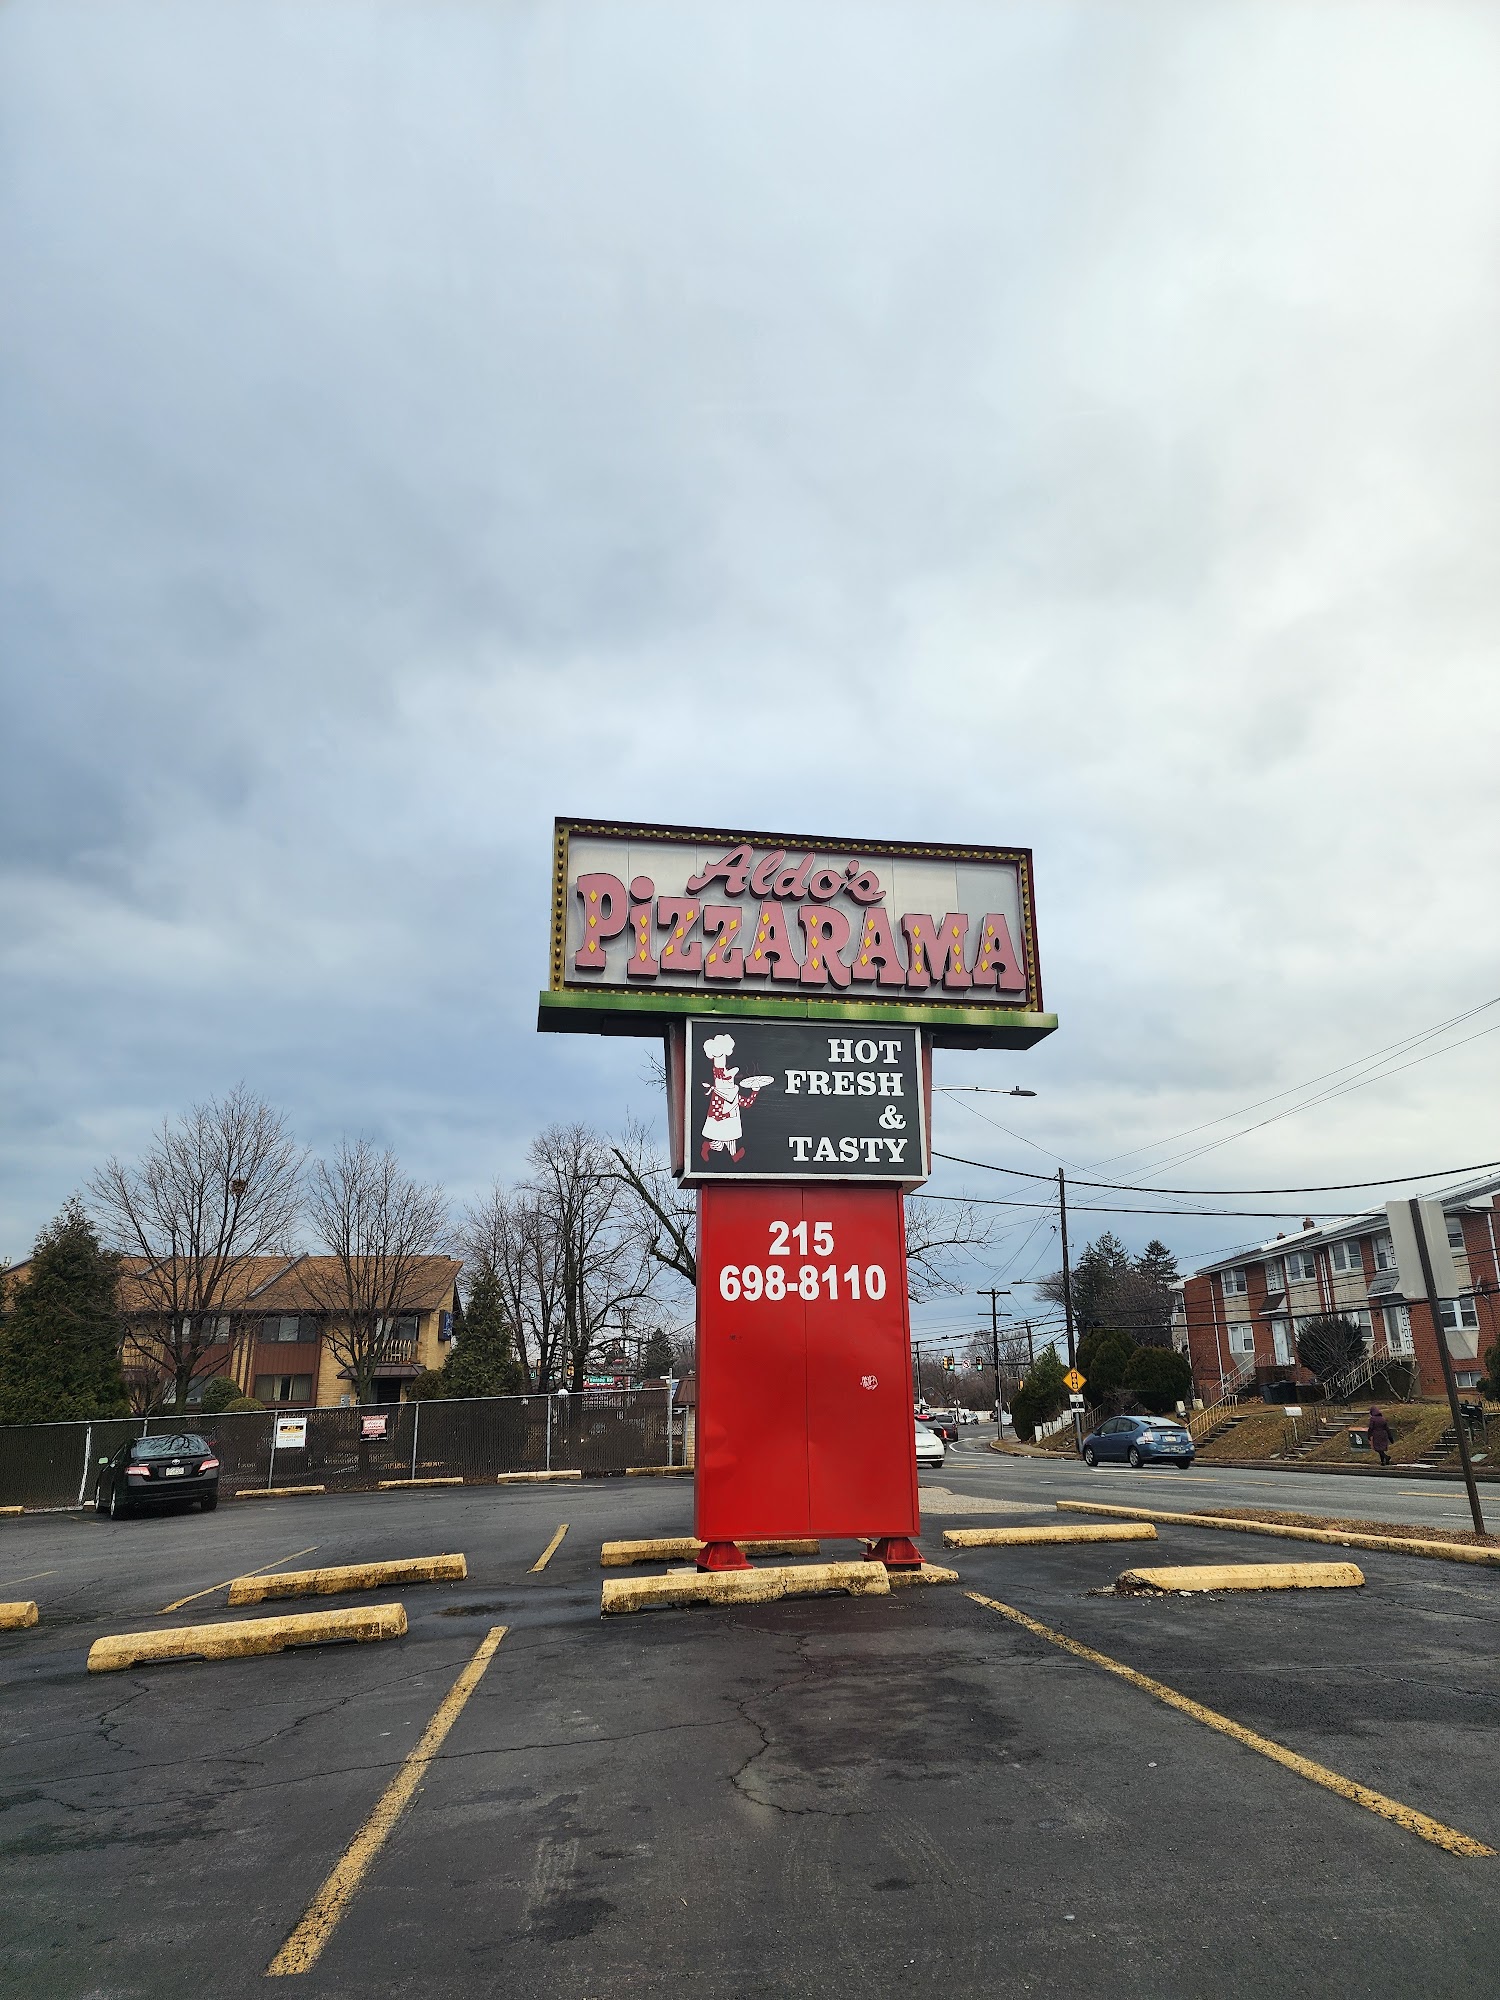 Aldo's
PiZZARAMA
HOT
FRESH
&
TASTY
215
698-8110